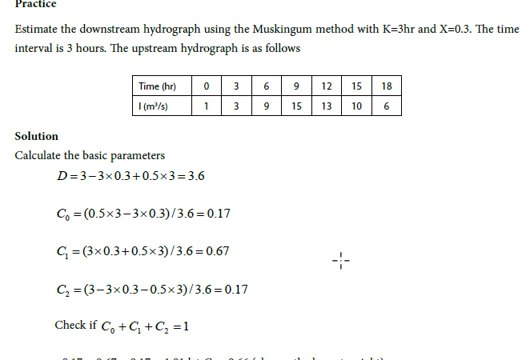 Practice
Estimate the downstream hydrograph using the Muskingum method with K=3hr and X=0.3. The time
interval is 3 hours. The upstream hydrograph is as follows
Time (hr) 0 3 6 9 12 15 18
I (m³/s) 1 3 9 15 13 10 6
Solution
Calculate the basic parameters
D = 3 − 3×0.3 + 0.5×3 = 3.6
C₀ = (0.5×3 − 3×0.3) / 3.6 = 0.17
C₁ = (3×0.3 + 0.5×3) / 3.6 = 0.67
C₂ = (3 − 3×0.3 − 0.5×3) / 3.6 = 0.17
Check if C₀ + C₁ + C₂ = 1